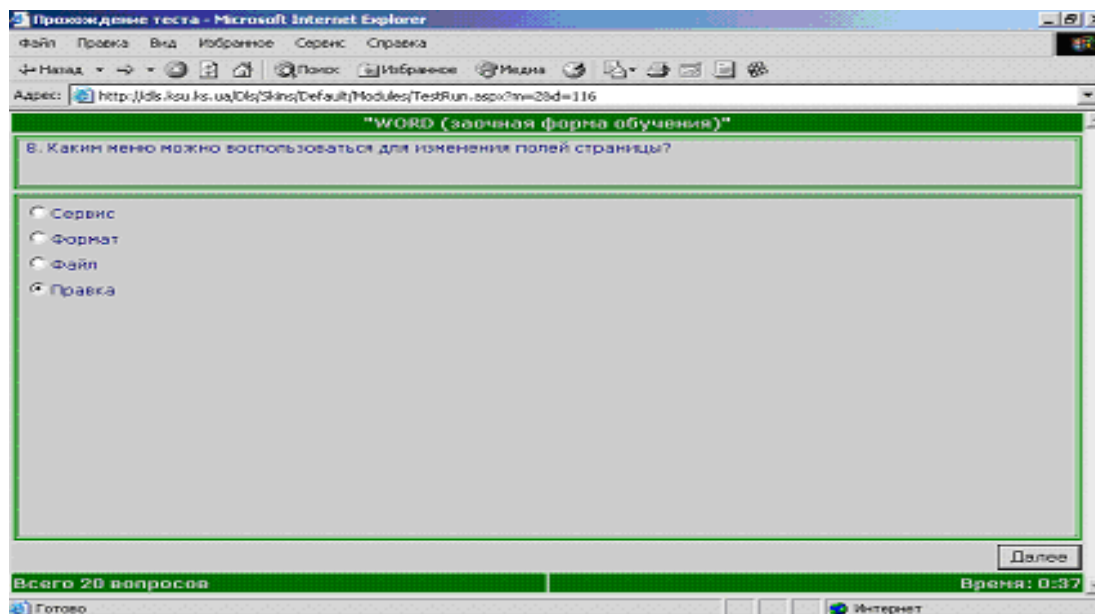 Прохождение теста - Microsoft Internet Explorer
Файл Правка Вид Избранное Сервис Справка
Назад Поиск Избранное Медиа
Адрес: http://dls.ksu.ks.ua/Dls/Skins/Default/Modules/TestRun.aspx?m=2&d=116
"WORD (заочная форма обучения)"
8. Каким меню можно воспользоваться для изменения полей страницы?
Сервис
Формат
Файл
Правка
Далее
Всего 20 вопросов Время: 0:37
Готово Интернет